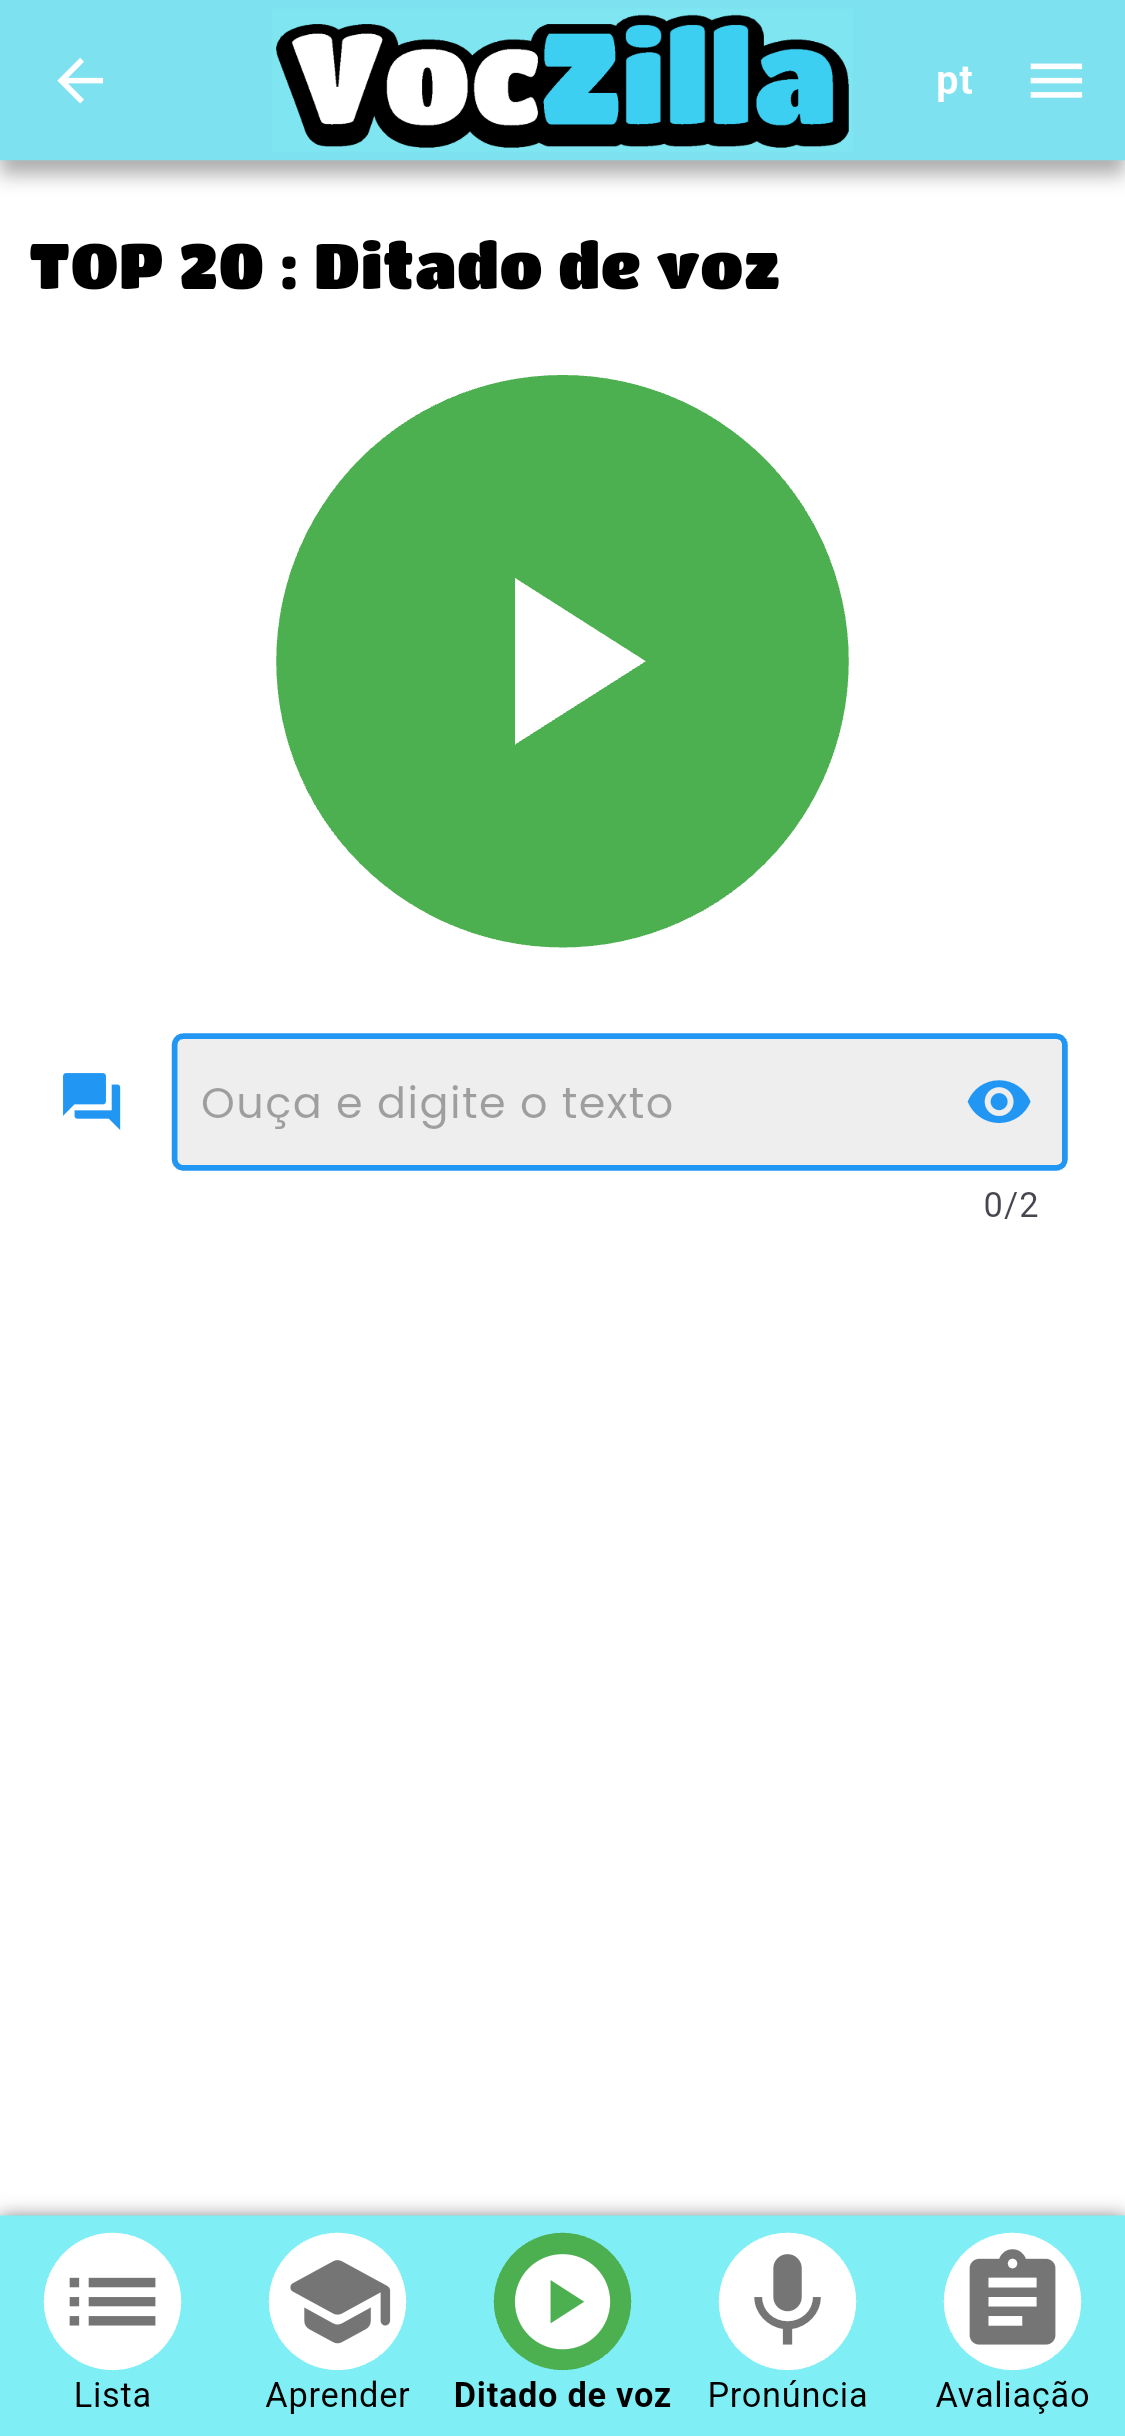 VocZilla
pt
TOP 20 : Ditado de voz
Ouça e digite o texto
0/2
Lista
Aprender
Ditado de voz
Pronúncia
Avaliação